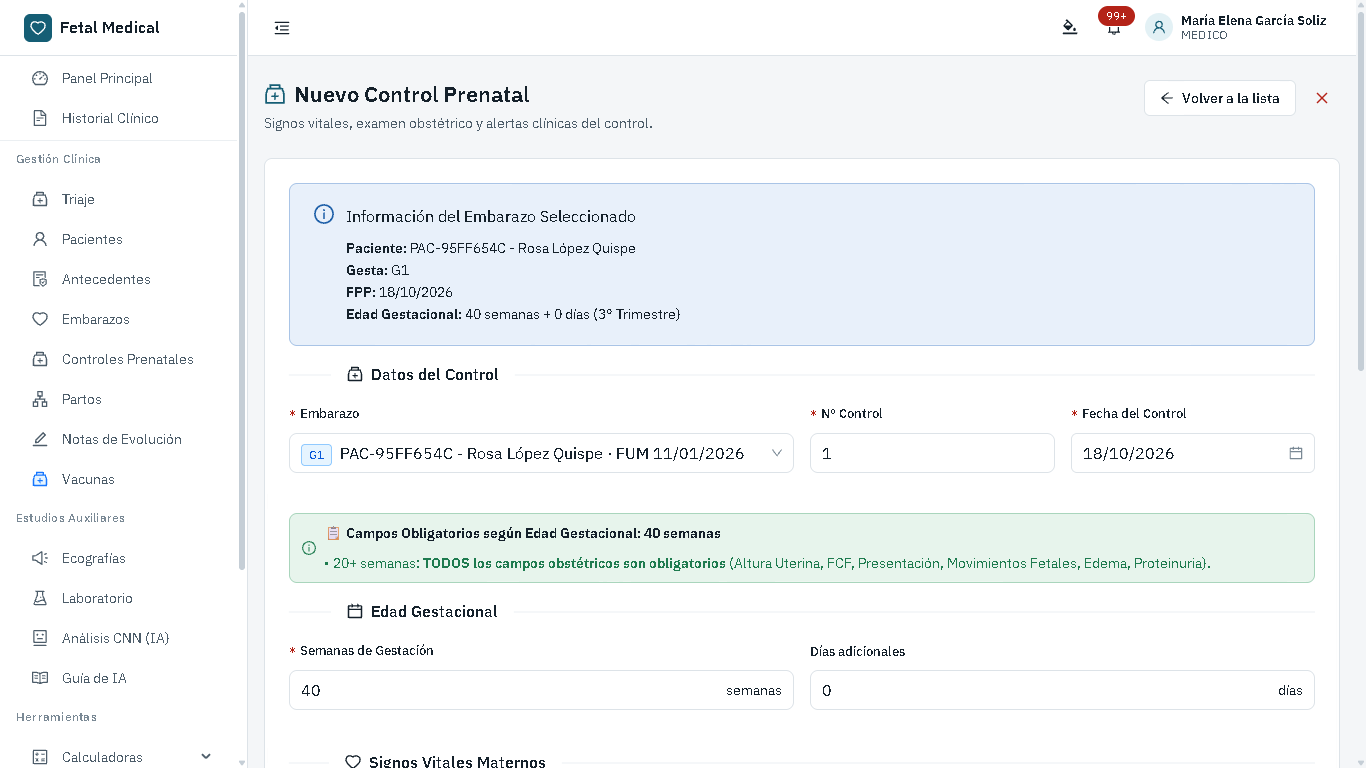 Fetal Medical
99+
María Elena García Soliz
MEDICO
Panel Principal
Historial Clínico
Gestión Clínica
Triaje
Pacientes
Antecedentes
Embarazos
Controles Prenatales
Partos
Notas de Evolución
Vacunas
Estudios Auxiliares
Ecografías
Laboratorio
Análisis CNN (IA)
Guía de IA
Herramientas
Calculadoras
Nuevo Control Prenatal
Signos vitales, examen obstétrico y alertas clínicas del control.
Volver a la lista
Información del Embarazo Seleccionado
Paciente: PAC-95FF654C - Rosa López Quispe
Gesta: G1
FPP: 18/10/2026
Edad Gestacional: 40 semanas + 0 días (3° Trimestre)
Datos del Control
* Embarazo
* Nº Control
* Fecha del Control
G1 PAC-95FF654C - Rosa López Quispe · FUM 11/01/2026
1
18/10/2026
Campos Obligatorios según Edad Gestacional: 40 semanas
• 20+ semanas: TODOS los campos obstétricos son obligatorios (Altura Uterina, FCF, Presentación, Movimientos Fetales, Edema, Proteinuria).
Edad Gestacional
* Semanas de Gestación
Días adicionales
40 semanas
0 días
Signos Vitales Maternos